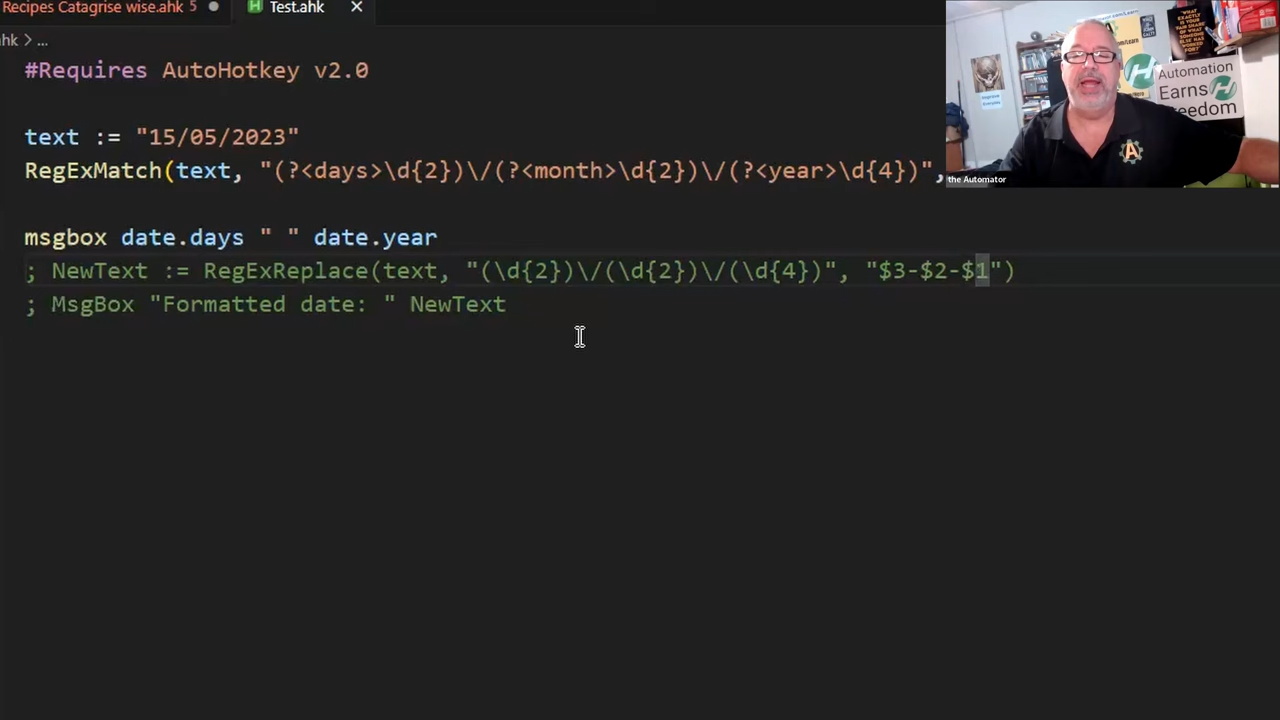 Recipes Catagrise wise.ahk 5
Test.ahk
hk > ...
#Requires AutoHotkey v2.0
text := "15/05/2023"
RegExMatch(text, "(?<days>\d{2})\/(?<month>\d{2})\/(?<year>\d{4})",
msgbox date.days " " date.year
; NewText := RegExReplace(text, "(\d{2})\/(\d{2})\/(\d{4})", "$3-$2-$1")
; MsgBox "Formatted date: " NewText
Automation
Earns
Freedom
the Automator